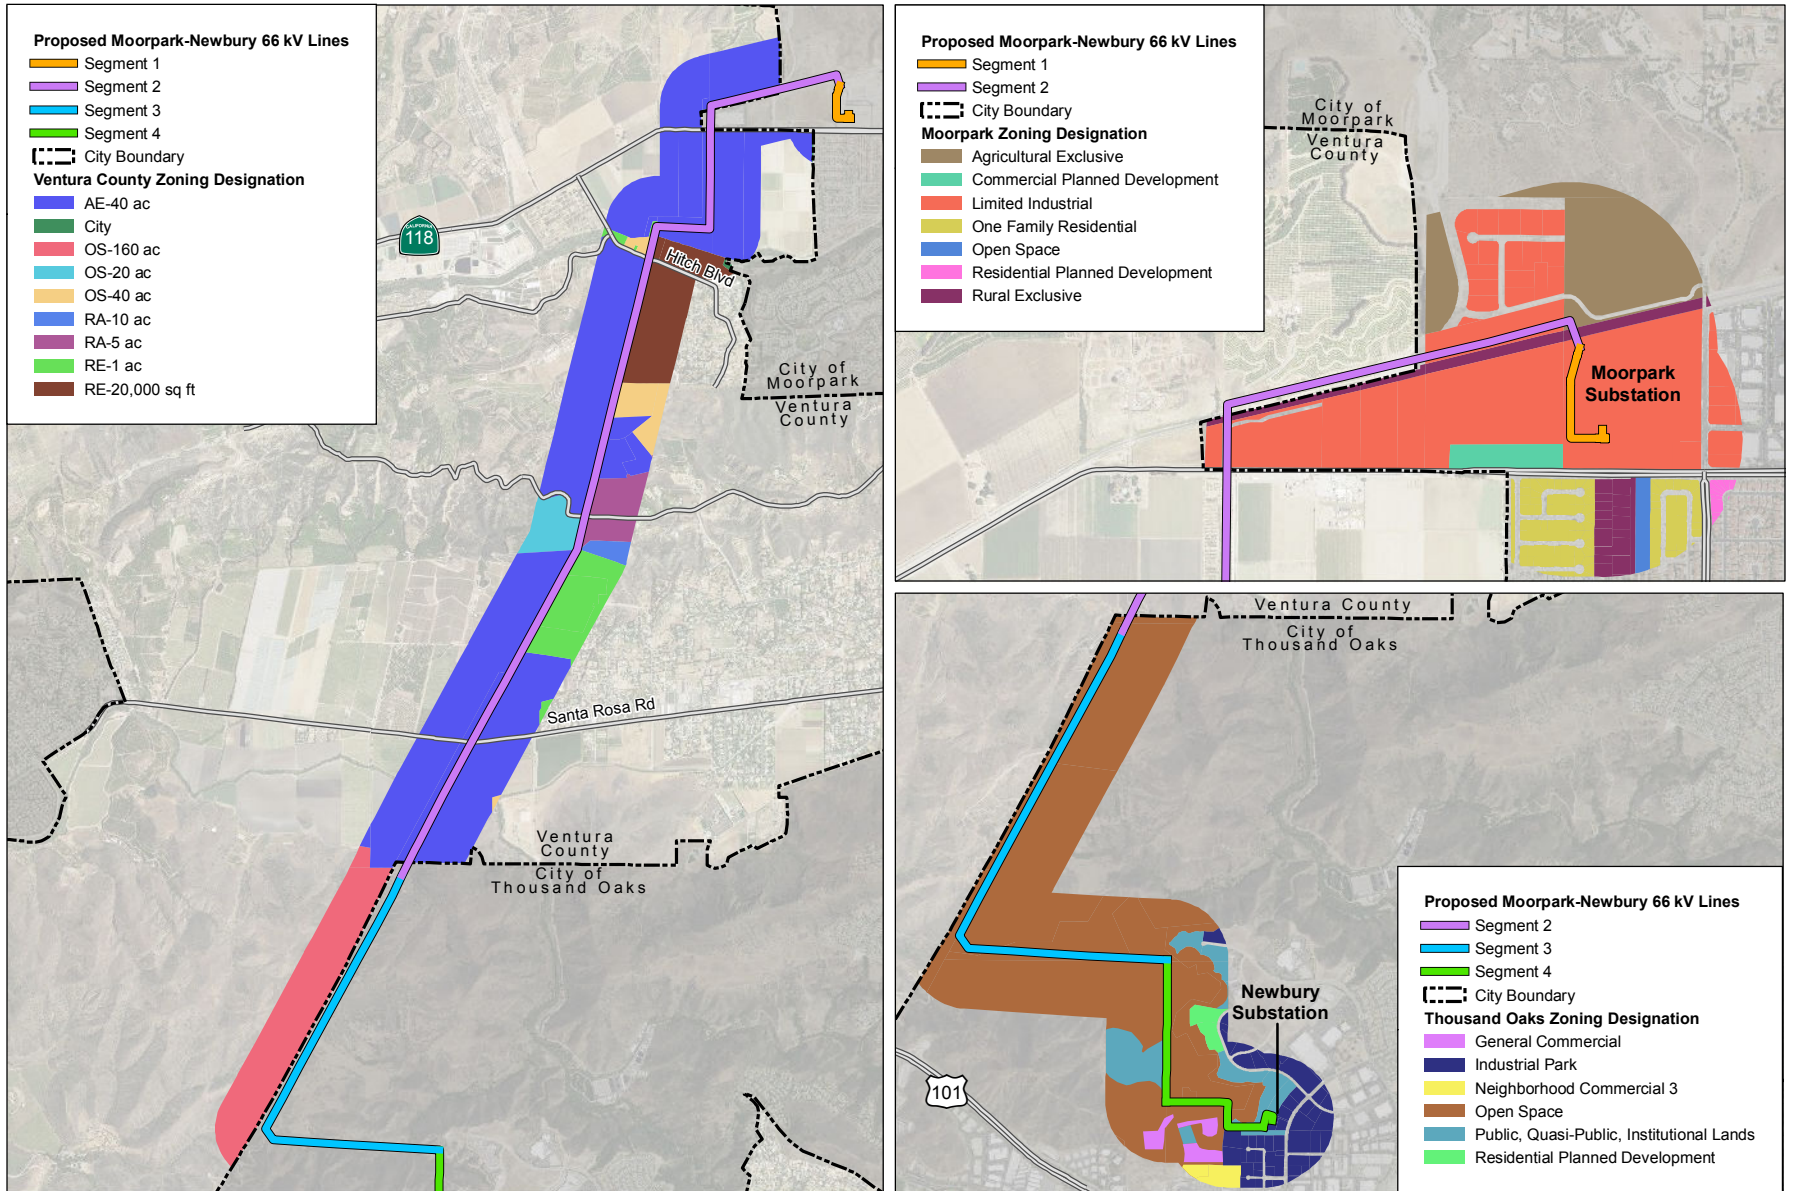 Proposed Moorpark-Newbury 66 kV Lines
Segment 1
Segment 2
Segment 3
Segment 4
City Boundary
Ventura County Zoning Designation
AE-40 ac
City
OS-160 ac
OS-20 ac
OS-40 ac
RA-10 ac
RA-5 ac
RE-1 ac
RE-20,000 sq ft
CALIFORNIA
118
Hitch Blvd
City of
Moorpark
Ventura
County
Santa Rosa Rd
Ventura
County
City of
Thousand Oaks
Proposed Moorpark-Newbury 66 kV Lines
Segment 1
Segment 2
City Boundary
Moorpark Zoning Designation
Agricultural Exclusive
Commercial Planned Development
Limited Industrial
One Family Residential
Open Space
Residential Planned Development
Rural Exclusive
City of
Moorpark
Ventura
County
Moorpark
Substation
Ventura County
City of
Thousand Oaks
Newbury
Substation
101
Proposed Moorpark-Newbury 66 kV Lines
Segment 2
Segment 3
Segment 4
City Boundary
Thousand Oaks Zoning Designation
General Commercial
Industrial Park
Neighborhood Commercial 3
Open Space
Public, Quasi-Public, Institutional Lands
Residential Planned Development